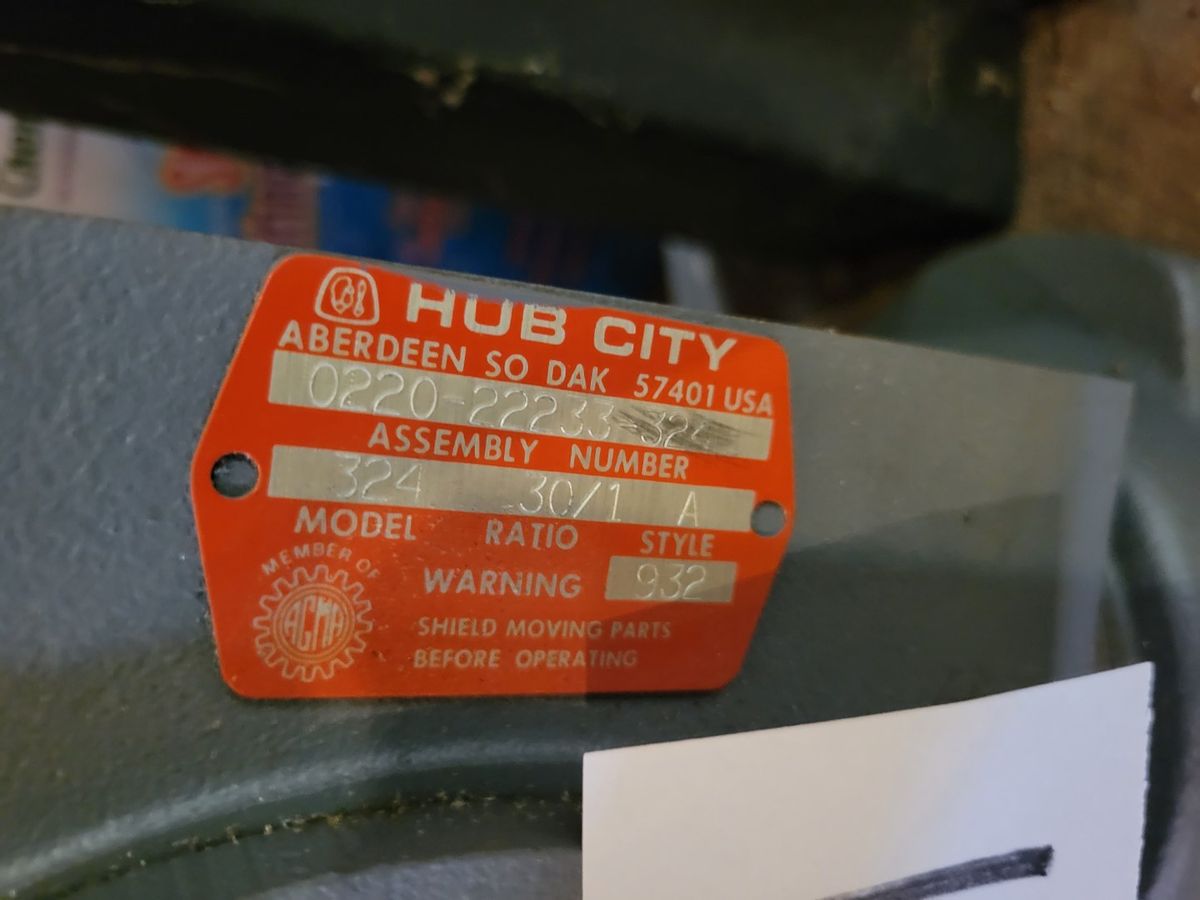 HUB CITY
ABERDEEN SO DAK 57401 USA
0220-22233
ASSEMBLY NUMBER
324 30/1 A
MODEL RATIO STYLE
MEMBER OF
AGMA
WARNING 932
SHIELD MOVING PARTS
BEFORE OPERATING